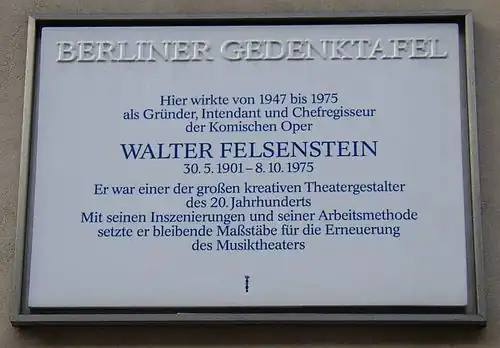 BERLINER GEDENKTAFEL
Hier wirkte von 1947 bis 1975
als Gründer, Intendant und Chefregisseur
der Komischen Oper
WALTER FELSENSTEIN
30. 5. 1901 – 8. 10. 1975
Er war einer der großen kreativen Theatergestalter
des 20. Jahrhunderts
Mit seinen Inszenierungen und seiner Arbeitsmethode
setzte er bleibende Maßstäbe für die Erneuerung
des Musiktheaters